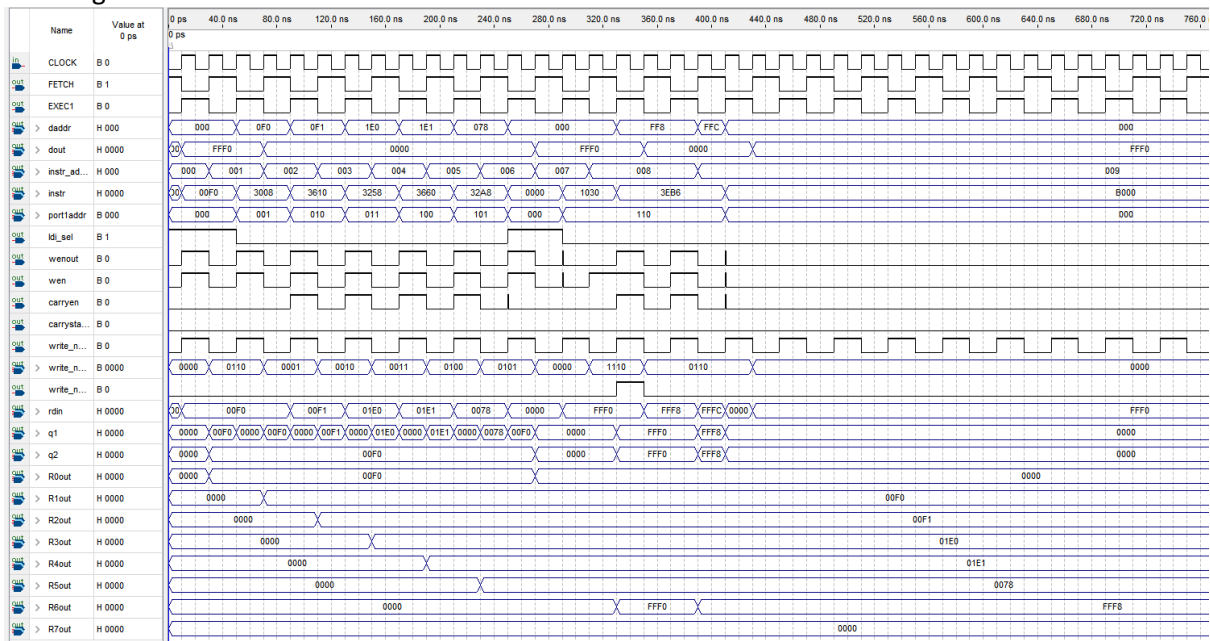 Name Value at 0 ps 0 ps 40.0 ns 80.0 ns 120.0 ns 160.0 ns 200.0 ns 240.0 ns 280.0 ns 320.0 ns 360.0 ns 400.0 ns 440.0 ns 480.0 ns 520.0 ns 560.0 ns 600.0 ns 640.0 ns 680.0 ns 720.0 ns 760.0
0 ps
in CLOCK B 0
out FETCH B 1
out EXEC1 B 0
out > daddr H 000 000 0F0 0F1 1E0 1E1 078 000 FF8 FFC 000
out > dout H 0000 FFF0 0000 FFF0 0000 FFF0
out > instr_ad... H 000 000 001 002 003 004 005 006 007 008 009
out > instr H 0000 00F0 3008 3610 3258 3660 32A8 0000 1030 3EB6 B000
out > port1addr B 000 000 001 010 011 100 101 000 110 000
out ldi_sel B 1
out wenout B 0
out wen B 0
out carryen B 0
out carrysta... B 0
out write_n... B 0
out > write_n... B 0000 0000 0110 0001 0010 0011 0100 0101 0000 1110 0110 0000
out write_n... B 0
out > rdin H 0000 00F0 00F1 01E0 01E1 0078 0000 FFF0 FFF8 FFFC 0000 FFF0
out > q1 H 0000 0000 00F0 0000 00F0 0000 00F1 0000 01E0 0000 01E1 0000 0078 00F0 0000 FFF0 FFF8 0000
out > q2 H 0000 0000 00F0 0000 FFF0 FFF8 0000
out > R0out H 0000 0000 00F0 0000
out > R1out H 0000 0000 00F0
out > R2out H 0000 0000 00F1
out > R3out H 0000 0000 01E0
out > R4out H 0000 0000 01E1
out > R5out H 0000 0000 0078
out > R6out H 0000 0000 FFF0 FFF8
out > R7out H 0000 0000